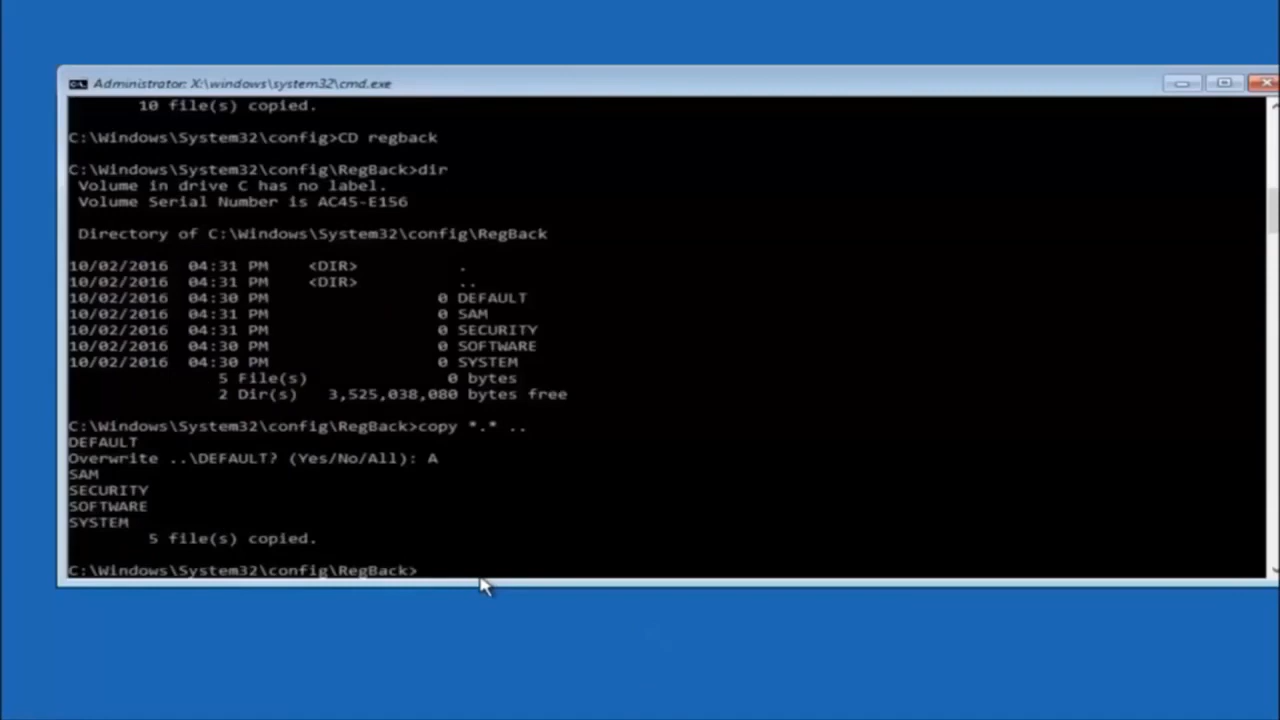 Administrator: X:\windows\system32\cmd.exe
10 file(s) copied.
C:\Windows\System32\config>CD regback
C:\Windows\System32\config\RegBack>dir
Volume in drive C has no label.
Volume Serial Number is AC45-E156
Directory of C:\Windows\System32\config\RegBack
10/02/2016 04:31 PM <DIR> .
10/02/2016 04:31 PM <DIR> ..
10/02/2016 04:30 PM 0 DEFAULT
10/02/2016 04:31 PM 0 SAM
10/02/2016 04:31 PM 0 SECURITY
10/02/2016 04:30 PM 0 SOFTWARE
10/02/2016 04:30 PM 0 SYSTEM
5 File(s) 0 bytes
2 Dir(s) 3,525,038,080 bytes free
C:\Windows\System32\config\RegBack>copy *.* ..
DEFAULT
Overwrite ..\DEFAULT? (Yes/No/All): A
SAM
SECURITY
SOFTWARE
SYSTEM
5 file(s) copied.
C:\Windows\System32\config\RegBack>